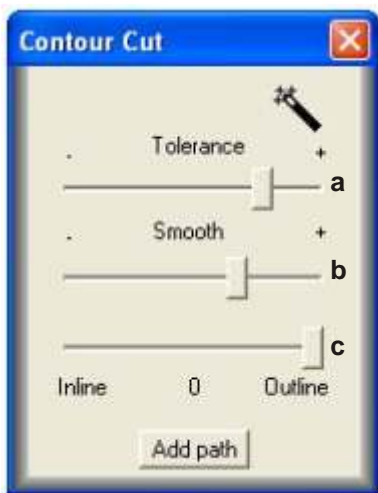 Contour Cut
- Tolerance +
a
- Smooth +
b
c
Inline 0 Outline
Add path